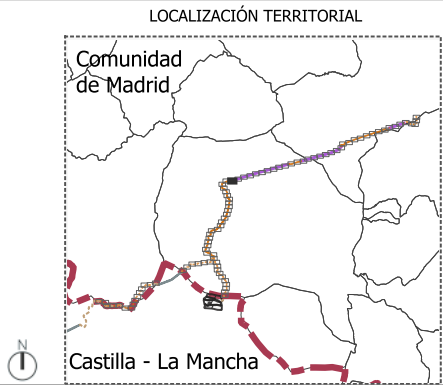 LOCALIZACIÓN TERRITORIAL
Comunidad
de Madrid
N
Castilla - La Mancha